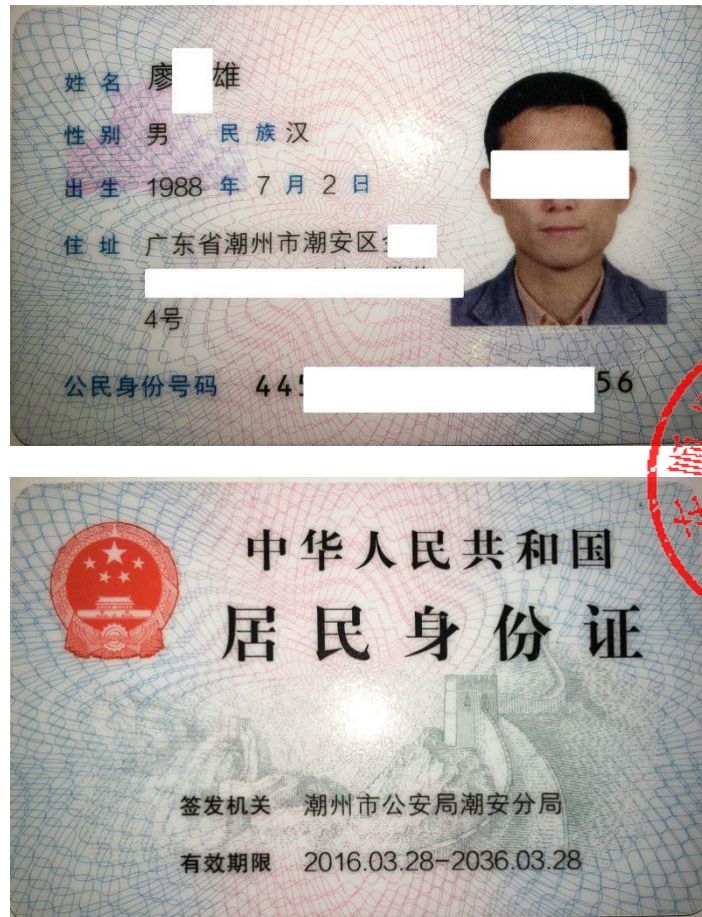 姓名 廖 雄
性别 男 民族 汉
出生 1988 年 7 月 2 日
住址 广东省潮州市潮安区
4号
公民身份号码 445 56
中华人民共和国
居民身份证
签发机关 潮州市公安局潮安分局
有效期限 2016.03.28-2036.03.28